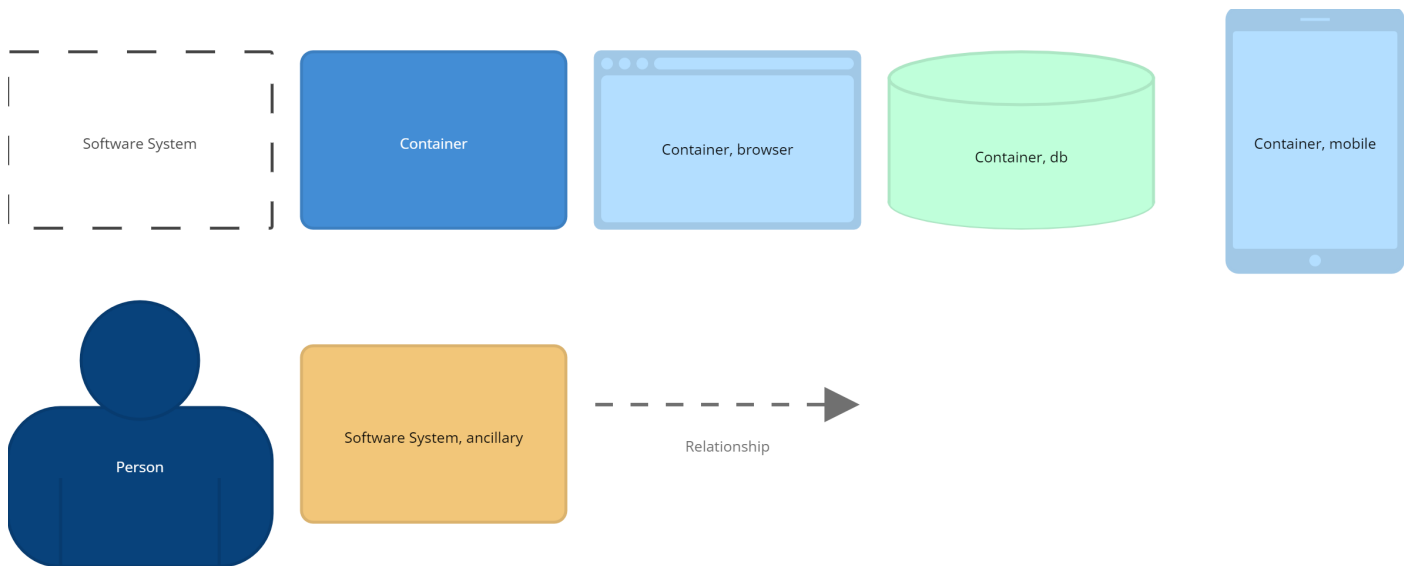 Software System
Container
Container, browser
Container, db
Container, mobile
Person
Software System, ancillary
Relationship